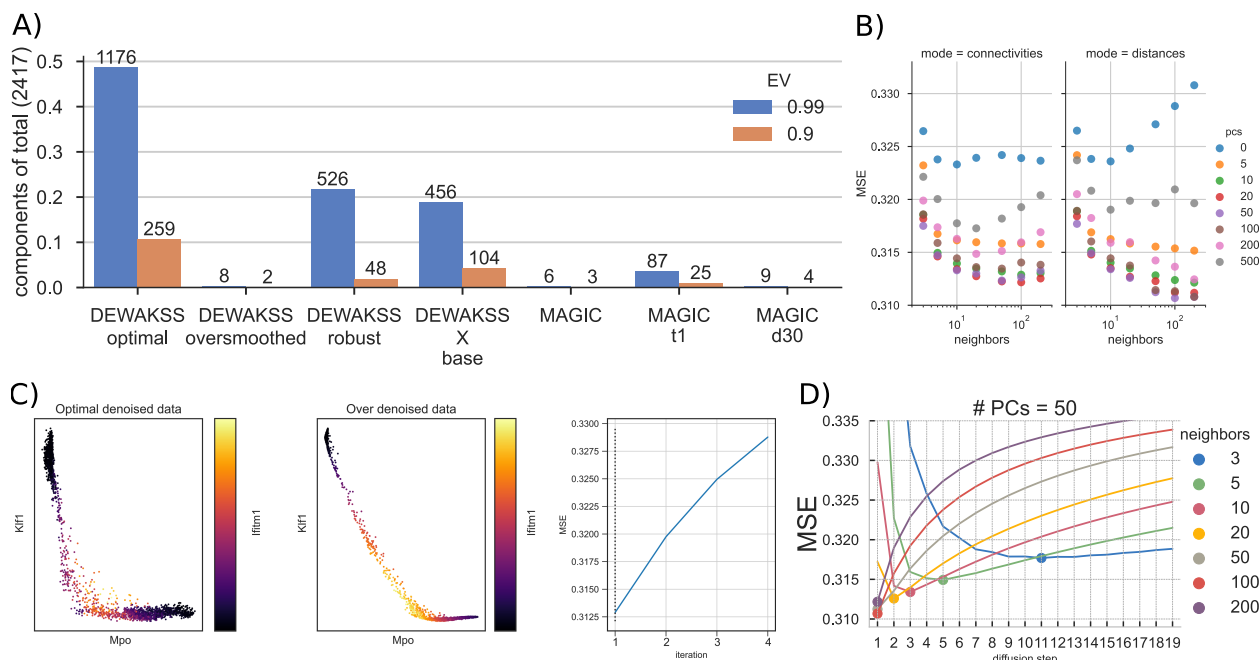 A)
components of total (2417)
0.5
0.4
0.3
0.2
0.1
0.0
1176
259
8
2
526
48
456
104
6
3
87
25
9
4
EV
0.99
0.9
DEWAKSS
optimal
DEWAKSS
oversmoothed
DEWAKSS
robust
DEWAKSS
X
base
MAGIC
MAGIC
t1
MAGIC
d30
B)
mode = connectivities
mode = distances
MSE
0.330
0.325
0.320
0.315
0.310
10¹
10²
neighbors
10¹
10²
neighbors
pcs
0
5
10
20
50
100
200
500
C)
Optimal denoised data
Klf1
Mpo
Ifitm1
Over denoised data
Klf1
Mpo
Ifitm1
MSE
0.3300
0.3275
0.3250
0.3225
0.3200
0.3175
0.3150
0.3125
1
2
3
4
iteration
D)
# PCs = 50
MSE
0.335
0.330
0.325
0.320
0.315
0.310
1 2 3 4 5 6 7 8 9 10 11 12 13 14 15 16 17 18 19
diffusion step
neighbors
3
5
10
20
50
100
200